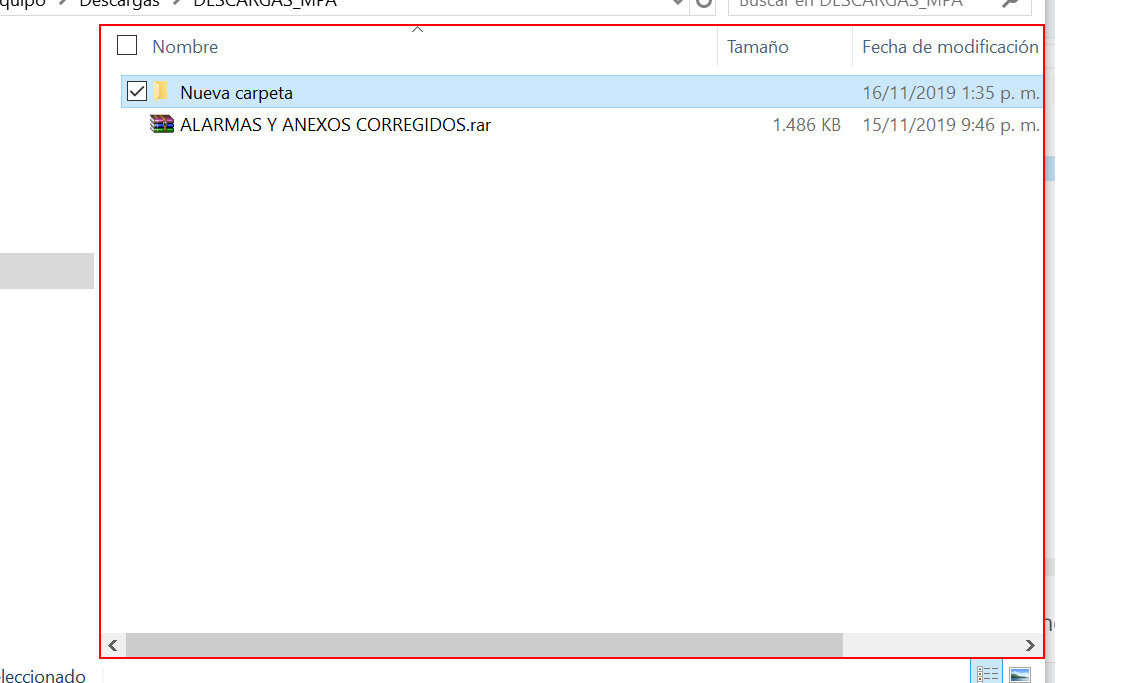 Descargas DESCARGAS_MPA Buscar en DESCARGAS_MPA
Nombre Tamaño Fecha de modificación
Nueva carpeta 16/11/2019 1:35 p. m.
ALARMAS Y ANEXOS CORREGIDOS.rar 1.486 KB 15/11/2019 9:46 p. m.
leccionado